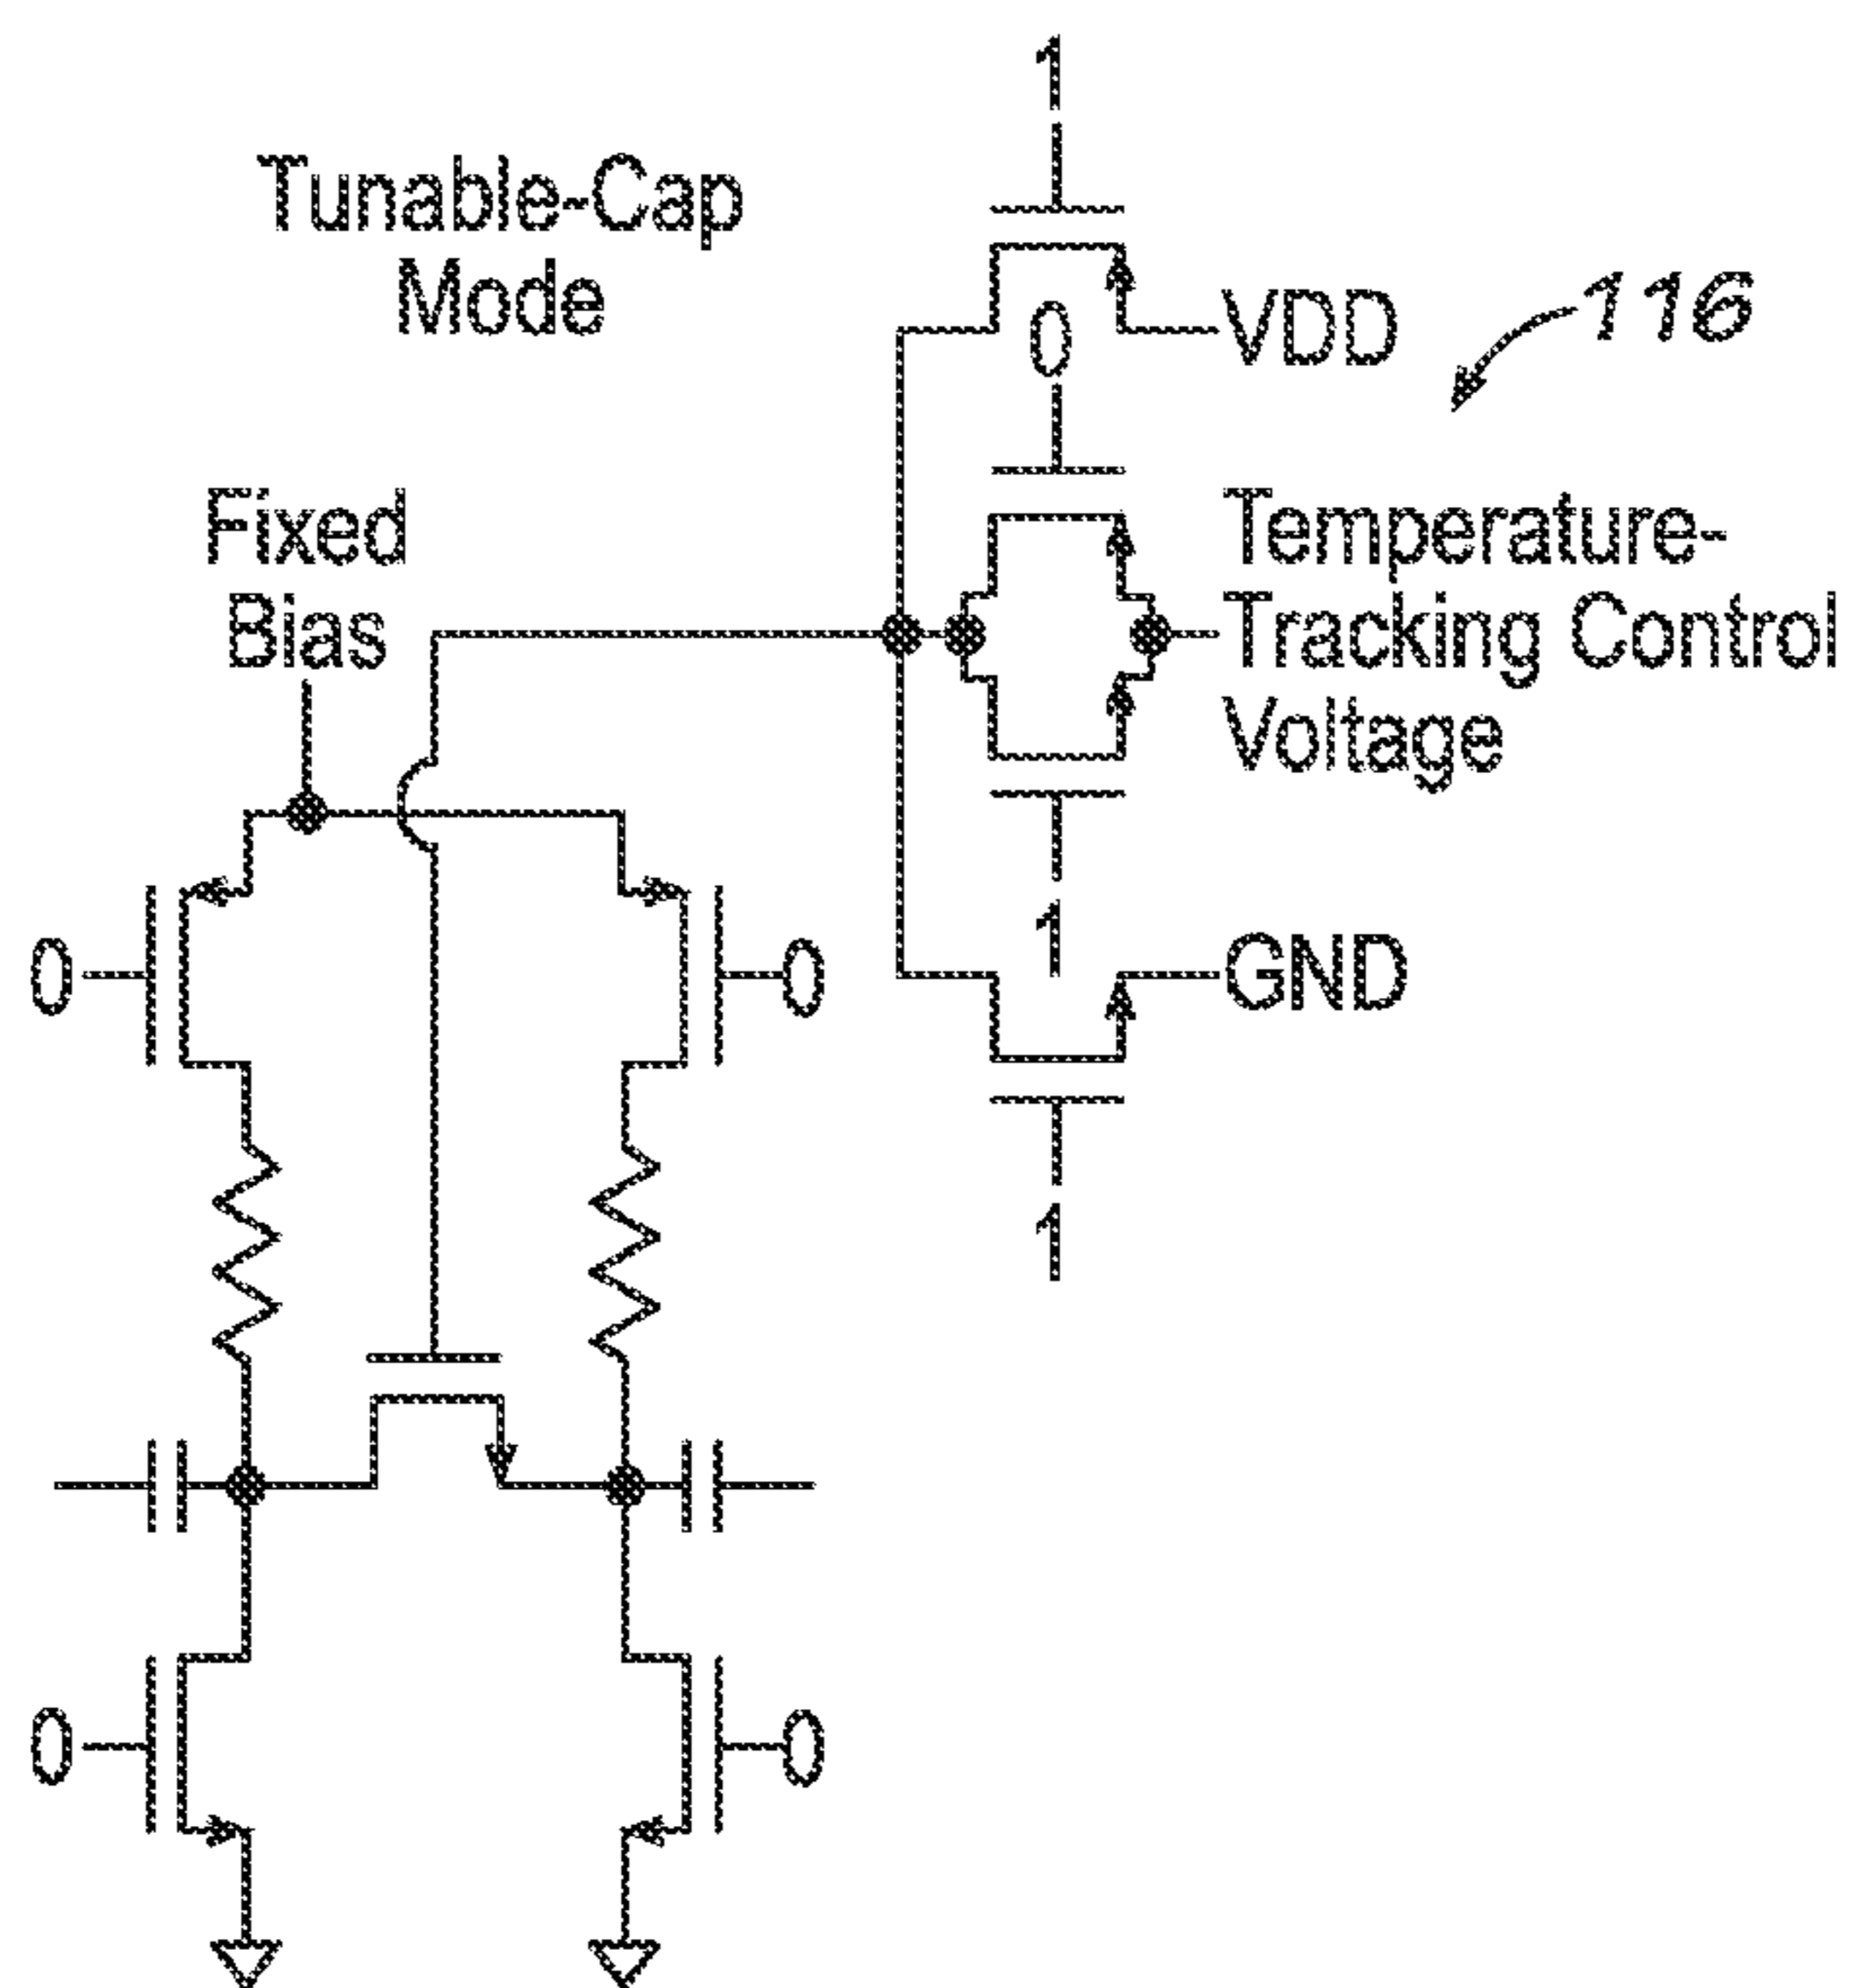 1
Tunable-Cap
Mode
VDD
116
0
Fixed
Bias
Temperature-
Tracking Control
Voltage
1
GND
0
0
1
0
0